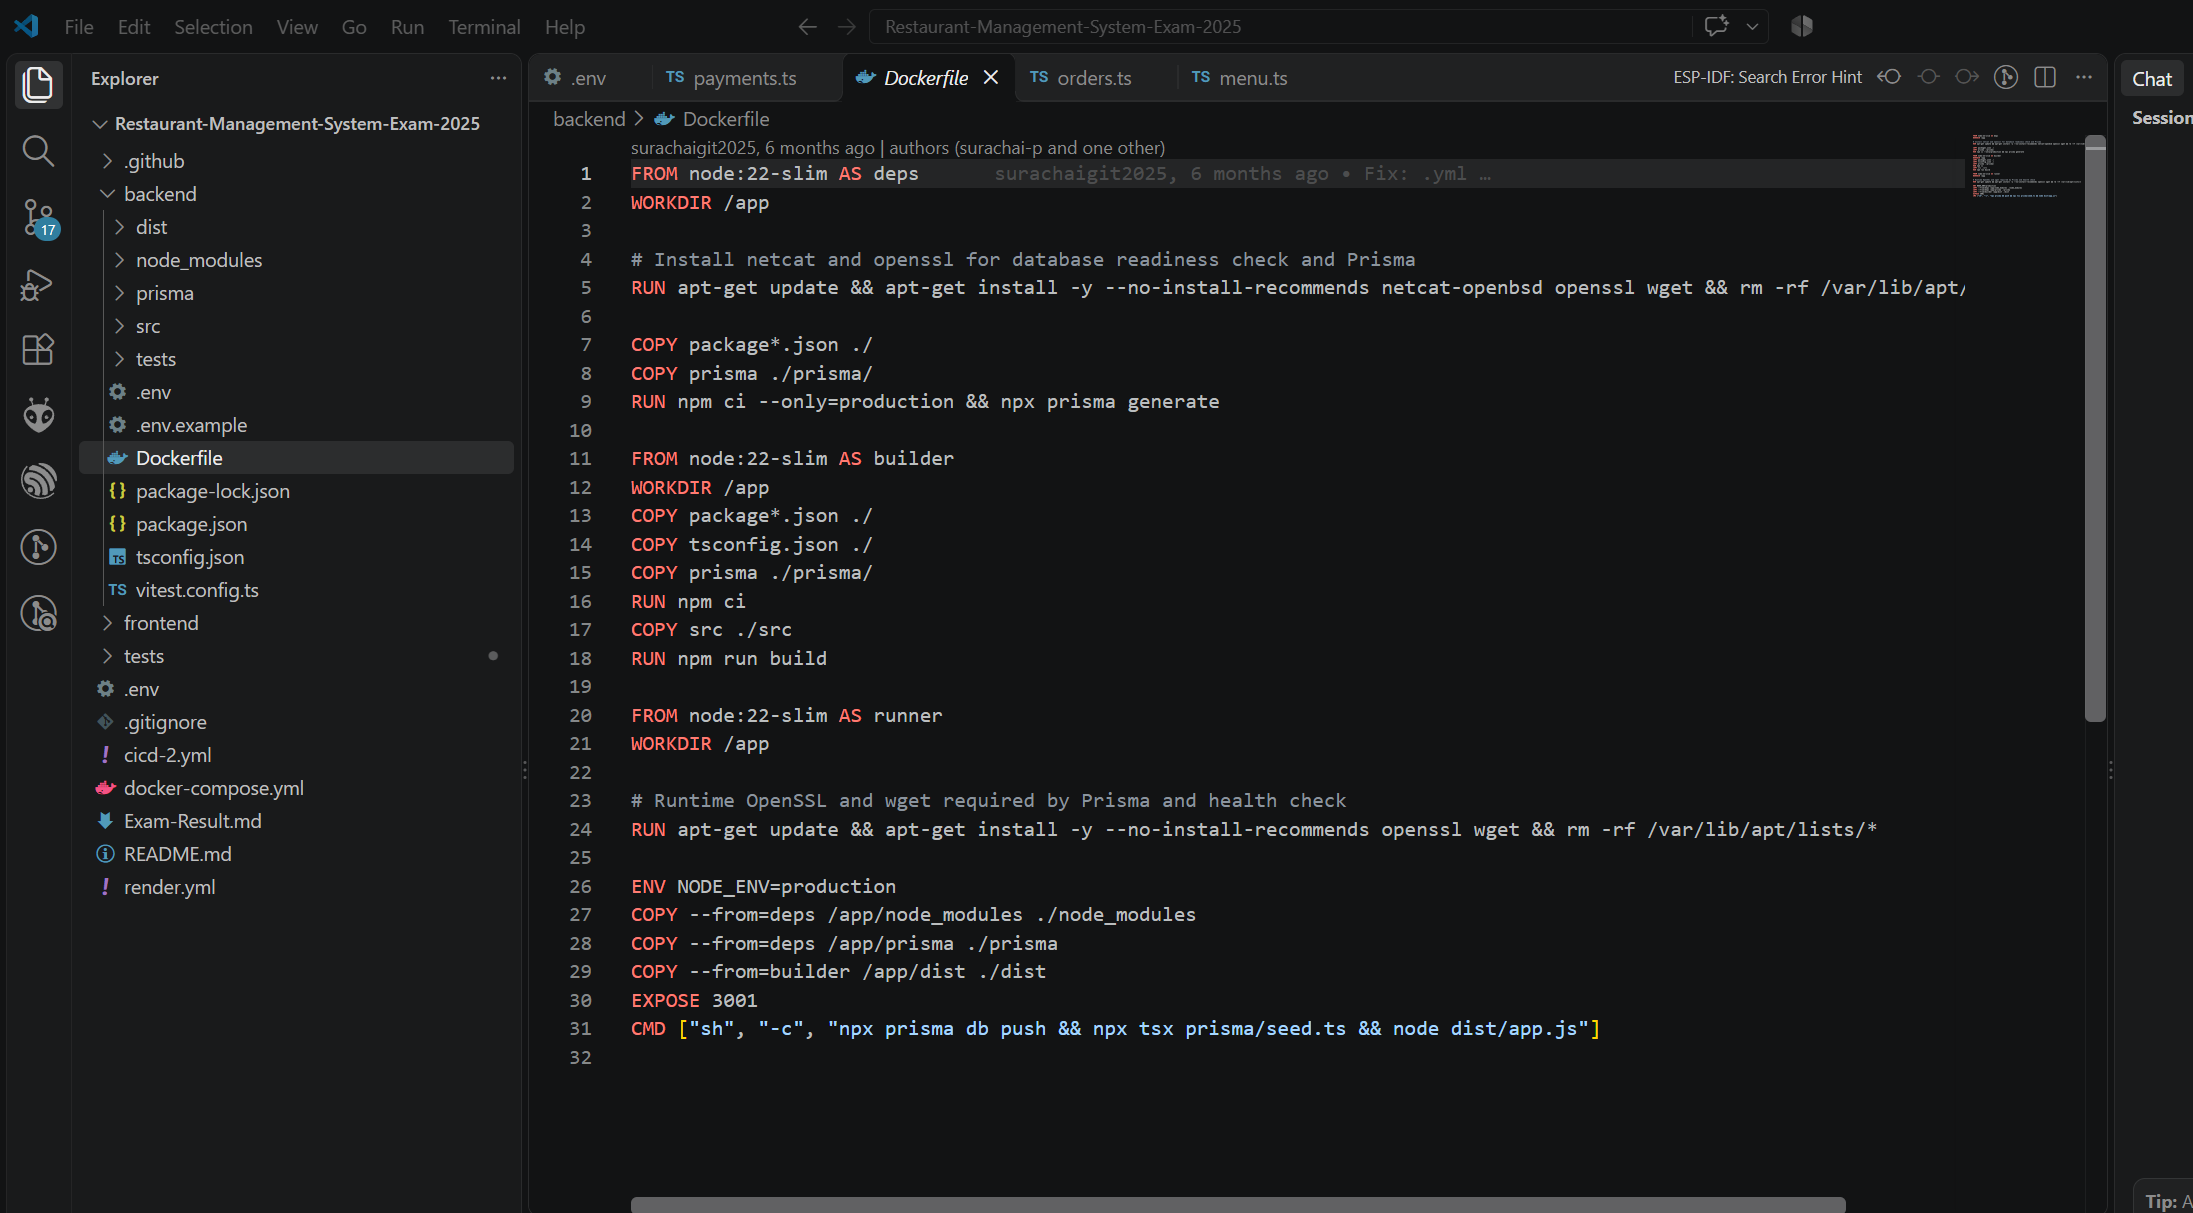 File Edit Selection View Go Run Terminal Help
Restaurant-Management-System-Exam-2025
Explorer
Restaurant-Management-System-Exam-2025
.github
backend
dist
node_modules
prisma
src
tests
.env
.env.example
Dockerfile
package-lock.json
package.json
tsconfig.json
vitest.config.ts
frontend
tests
.env
.gitignore
cicd-2.yml
docker-compose.yml
Exam-Result.md
README.md
render.yml
17
.env
TS payments.ts
Dockerfile
TS orders.ts
TS menu.ts
ESP-IDF: Search Error Hint
backend > Dockerfile
surachaigit2025, 6 months ago | authors (surachai-p and one other)
1 FROM node:22-slim AS deps surachaigit2025, 6 months ago • Fix: .yml …
2 WORKDIR /app
3
4 # Install netcat and openssl for database readiness check and Prisma
5 RUN apt-get update && apt-get install -y --no-install-recommends netcat-openbsd openssl wget && rm -rf /var/lib/apt/
6
7 COPY package*.json ./
8 COPY prisma ./prisma/
9 RUN npm ci --only=production && npx prisma generate
10
11 FROM node:22-slim AS builder
12 WORKDIR /app
13 COPY package*.json ./
14 COPY tsconfig.json ./
15 COPY prisma ./prisma/
16 RUN npm ci
17 COPY src ./src
18 RUN npm run build
19
20 FROM node:22-slim AS runner
21 WORKDIR /app
22
23 # Runtime OpenSSL and wget required by Prisma and health check
24 RUN apt-get update && apt-get install -y --no-install-recommends openssl wget && rm -rf /var/lib/apt/lists/*
25
26 ENV NODE_ENV=production
27 COPY --from=deps /app/node_modules ./node_modules
28 COPY --from=deps /app/prisma ./prisma
29 COPY --from=builder /app/dist ./dist
30 EXPOSE 3001
31 CMD ["sh", "-c", "npx prisma db push && npx tsx prisma/seed.ts && node dist/app.js"]
32
Chat
Session
Tip: A